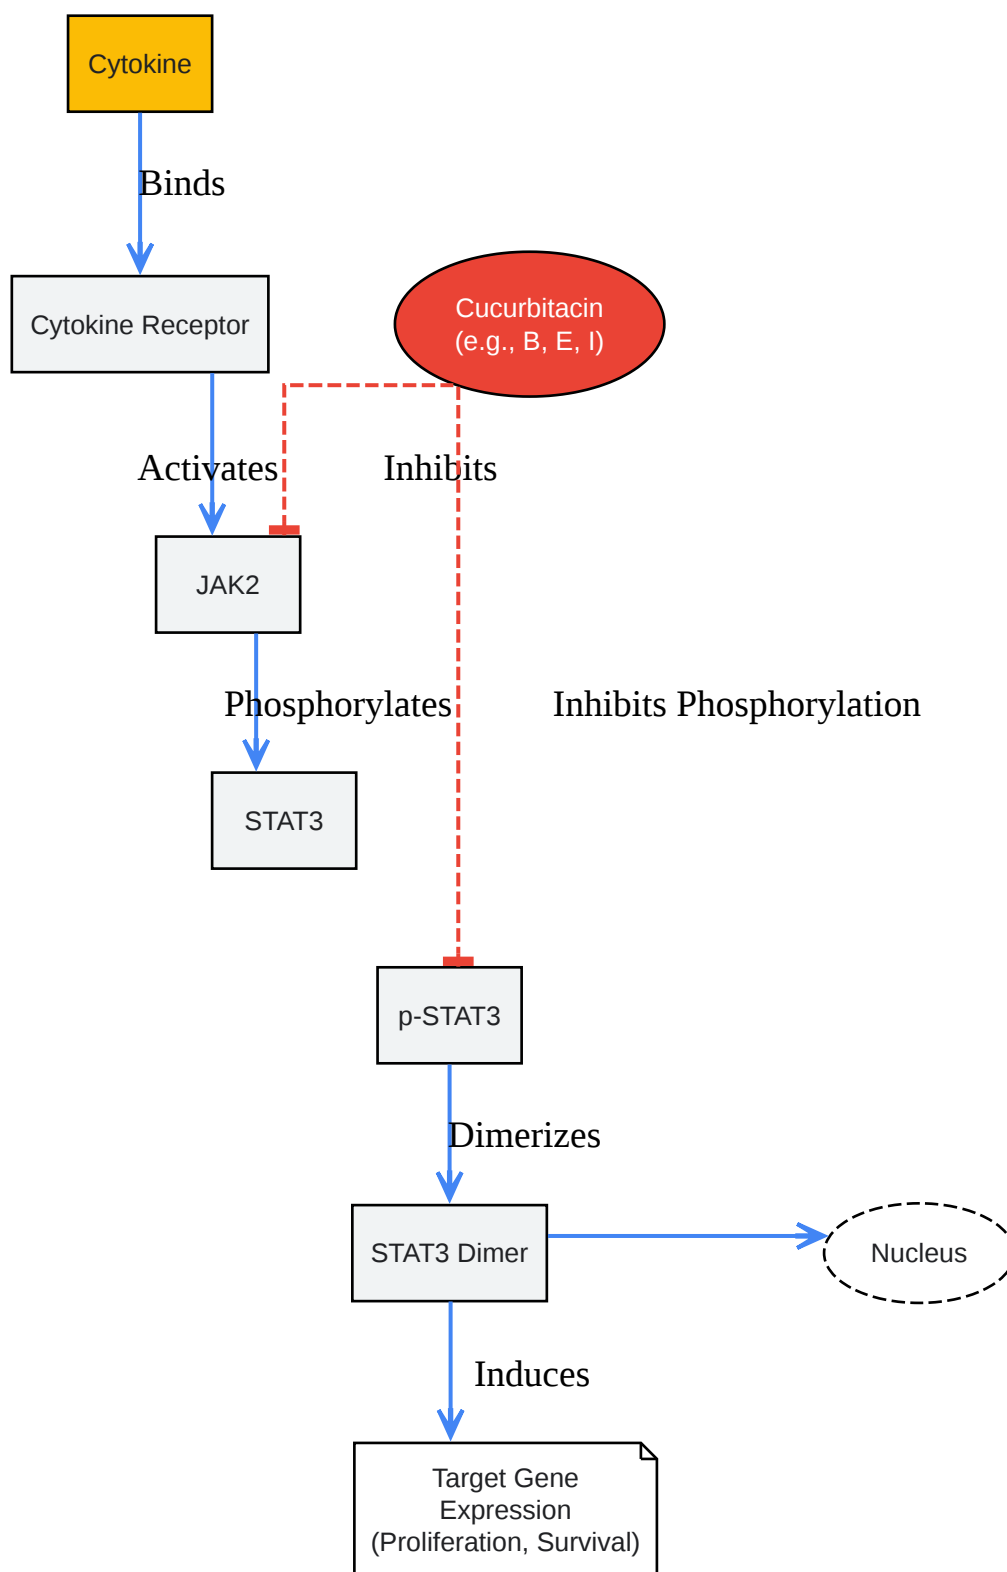 Cytokine
Binds
Cytokine Receptor
Cucurbitacin
(e.g., B, E, I)
Activates
Inhibits
JAK2
Phosphorylates
Inhibits Phosphorylation
STAT3
p-STAT3
Dimerizes
STAT3 Dimer
Nucleus
Induces
Target Gene
Expression
(Proliferation, Survival)